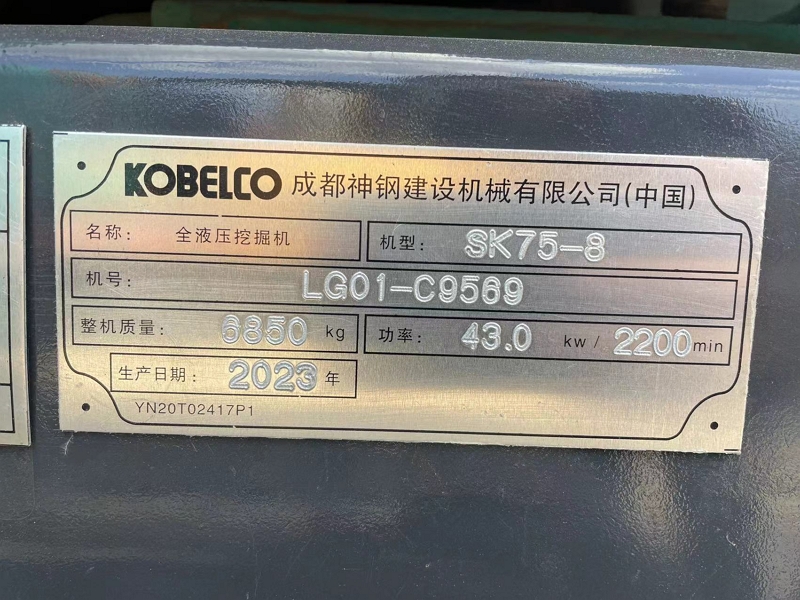 KOBELCO 成都神钢建设机械有限公司(中国)
名称: 全液压挖掘机 机型: SK75-8
机号: LG01-C9569
整机质量: 6850 kg 功率: 43.0 kw / 2200min
生产日期: 2023 年
YN20T02417P1